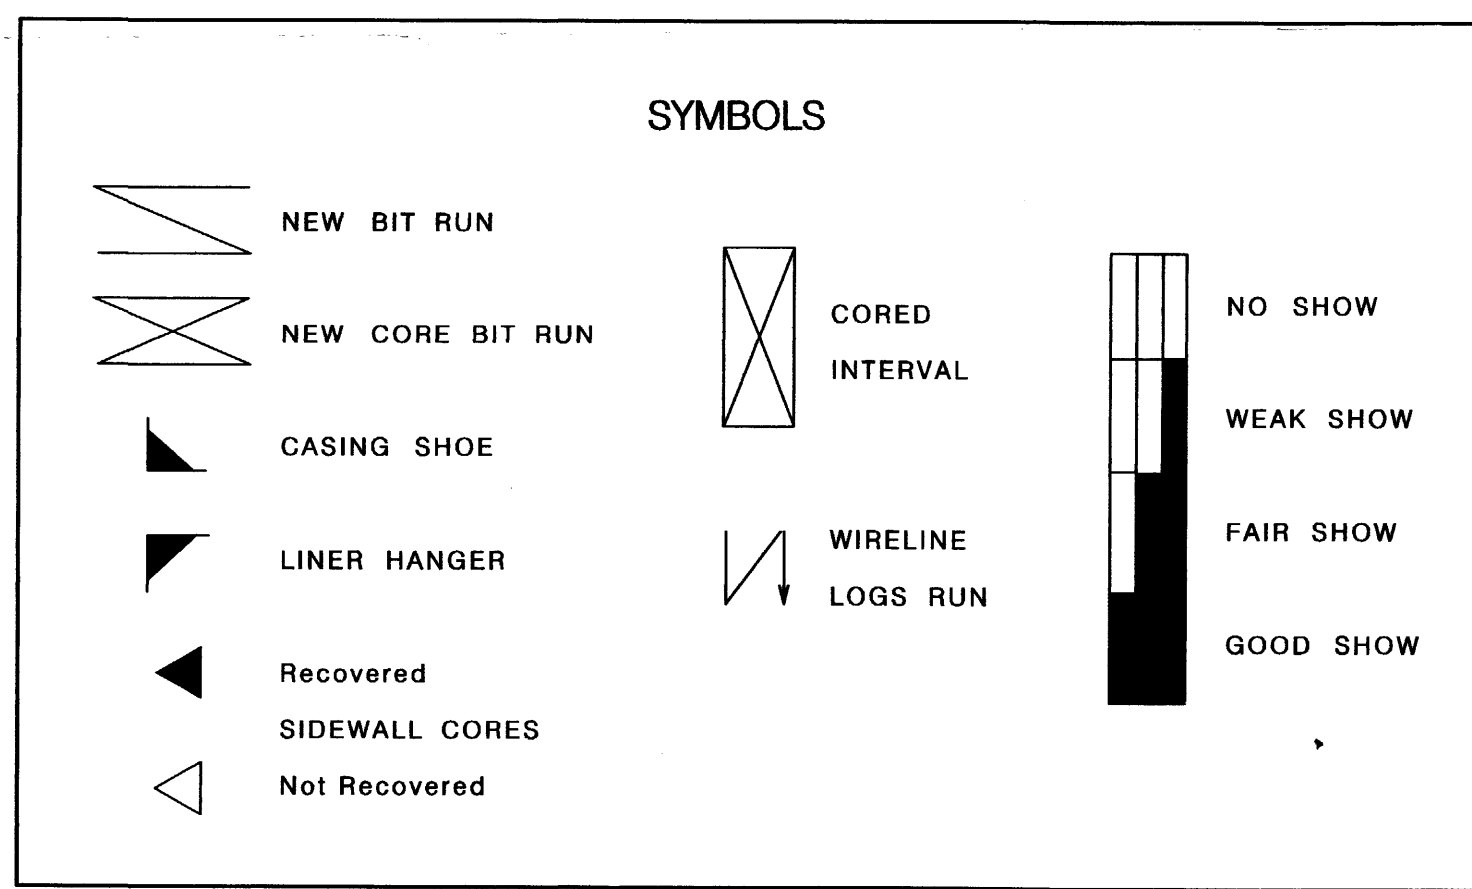 SYMBOLS
NEW BIT RUN
NEW CORE BIT RUN
CASING SHOE
LINER HANGER
Recovered
SIDEWALL CORES
Not Recovered
CORED
INTERVAL
WIRELINE
LOGS RUN
NO SHOW
WEAK SHOW
FAIR SHOW
GOOD SHOW